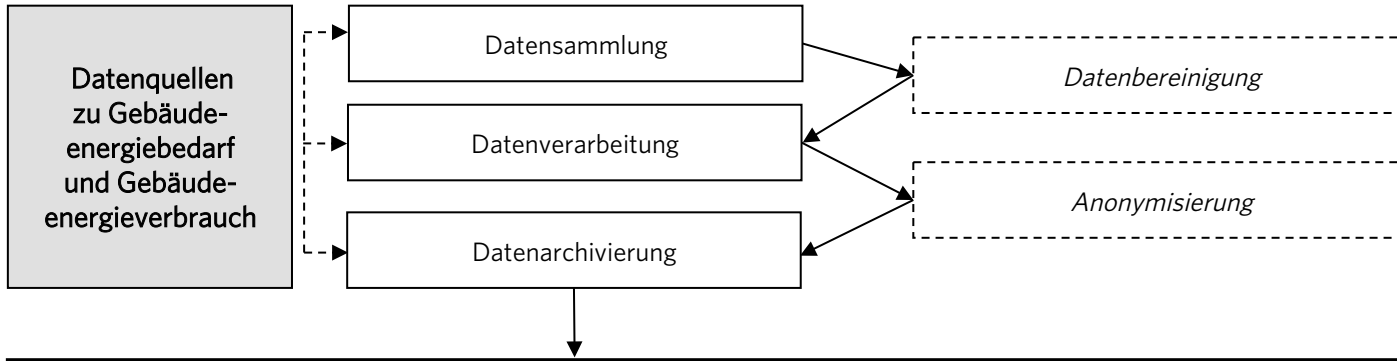 Datenquellen
zu Gebäude-
energiebedarf
und Gebäude-
energieverbrauch
Datensammlung
Datenbereinigung
Datenverarbeitung
Anonymisierung
Datenarchivierung